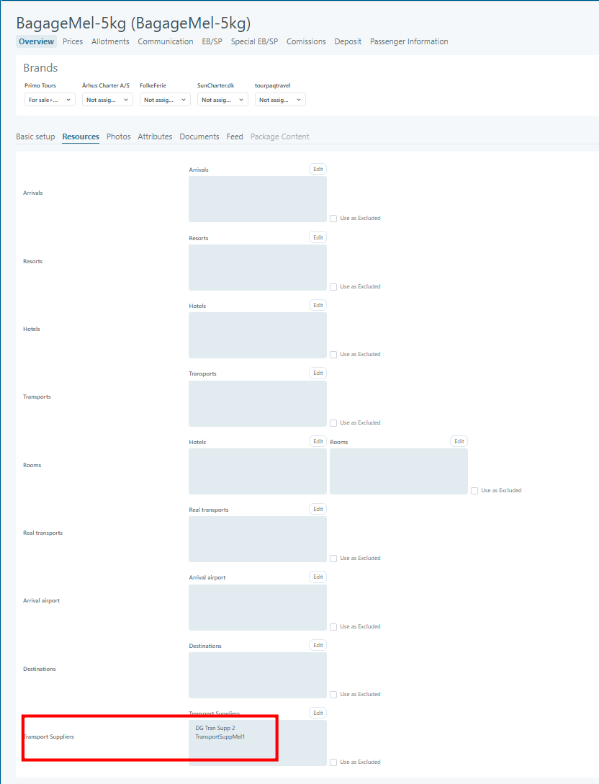 BagageMel-5kg (BagageMel-5kg)
Overview Prices Allotments Communication EB/SP Special EB/SP Comissions Deposit Passenger Information
Brands
Primo Tours Århus Charter A/S FolkeFerie SunCharter.dk tourpaqtravel
For sale+... Not assig... Not assig... Not assig... Not assig...
Basic setup Resources Photos Attributes Documents Feed Package Content
Arrivals Edit
Arrivals
Use as Excluded
Resorts Edit
Resorts
Use as Excluded
Hotels Edit
Hotels
Use as Excluded
Transports Edit
Transports
Use as Excluded
Hotels Edit Rooms Edit
Rooms
Use as Excluded
Real transports Edit
Real transports
Use as Excluded
Arrival airport Edit
Arrival airport
Use as Excluded
Destinations Edit
Destinations
Use as Excluded
Transport Suppliers Edit
DG Tran Supp 2
Transport Suppliers TransportSuppMell1
Use as Excluded